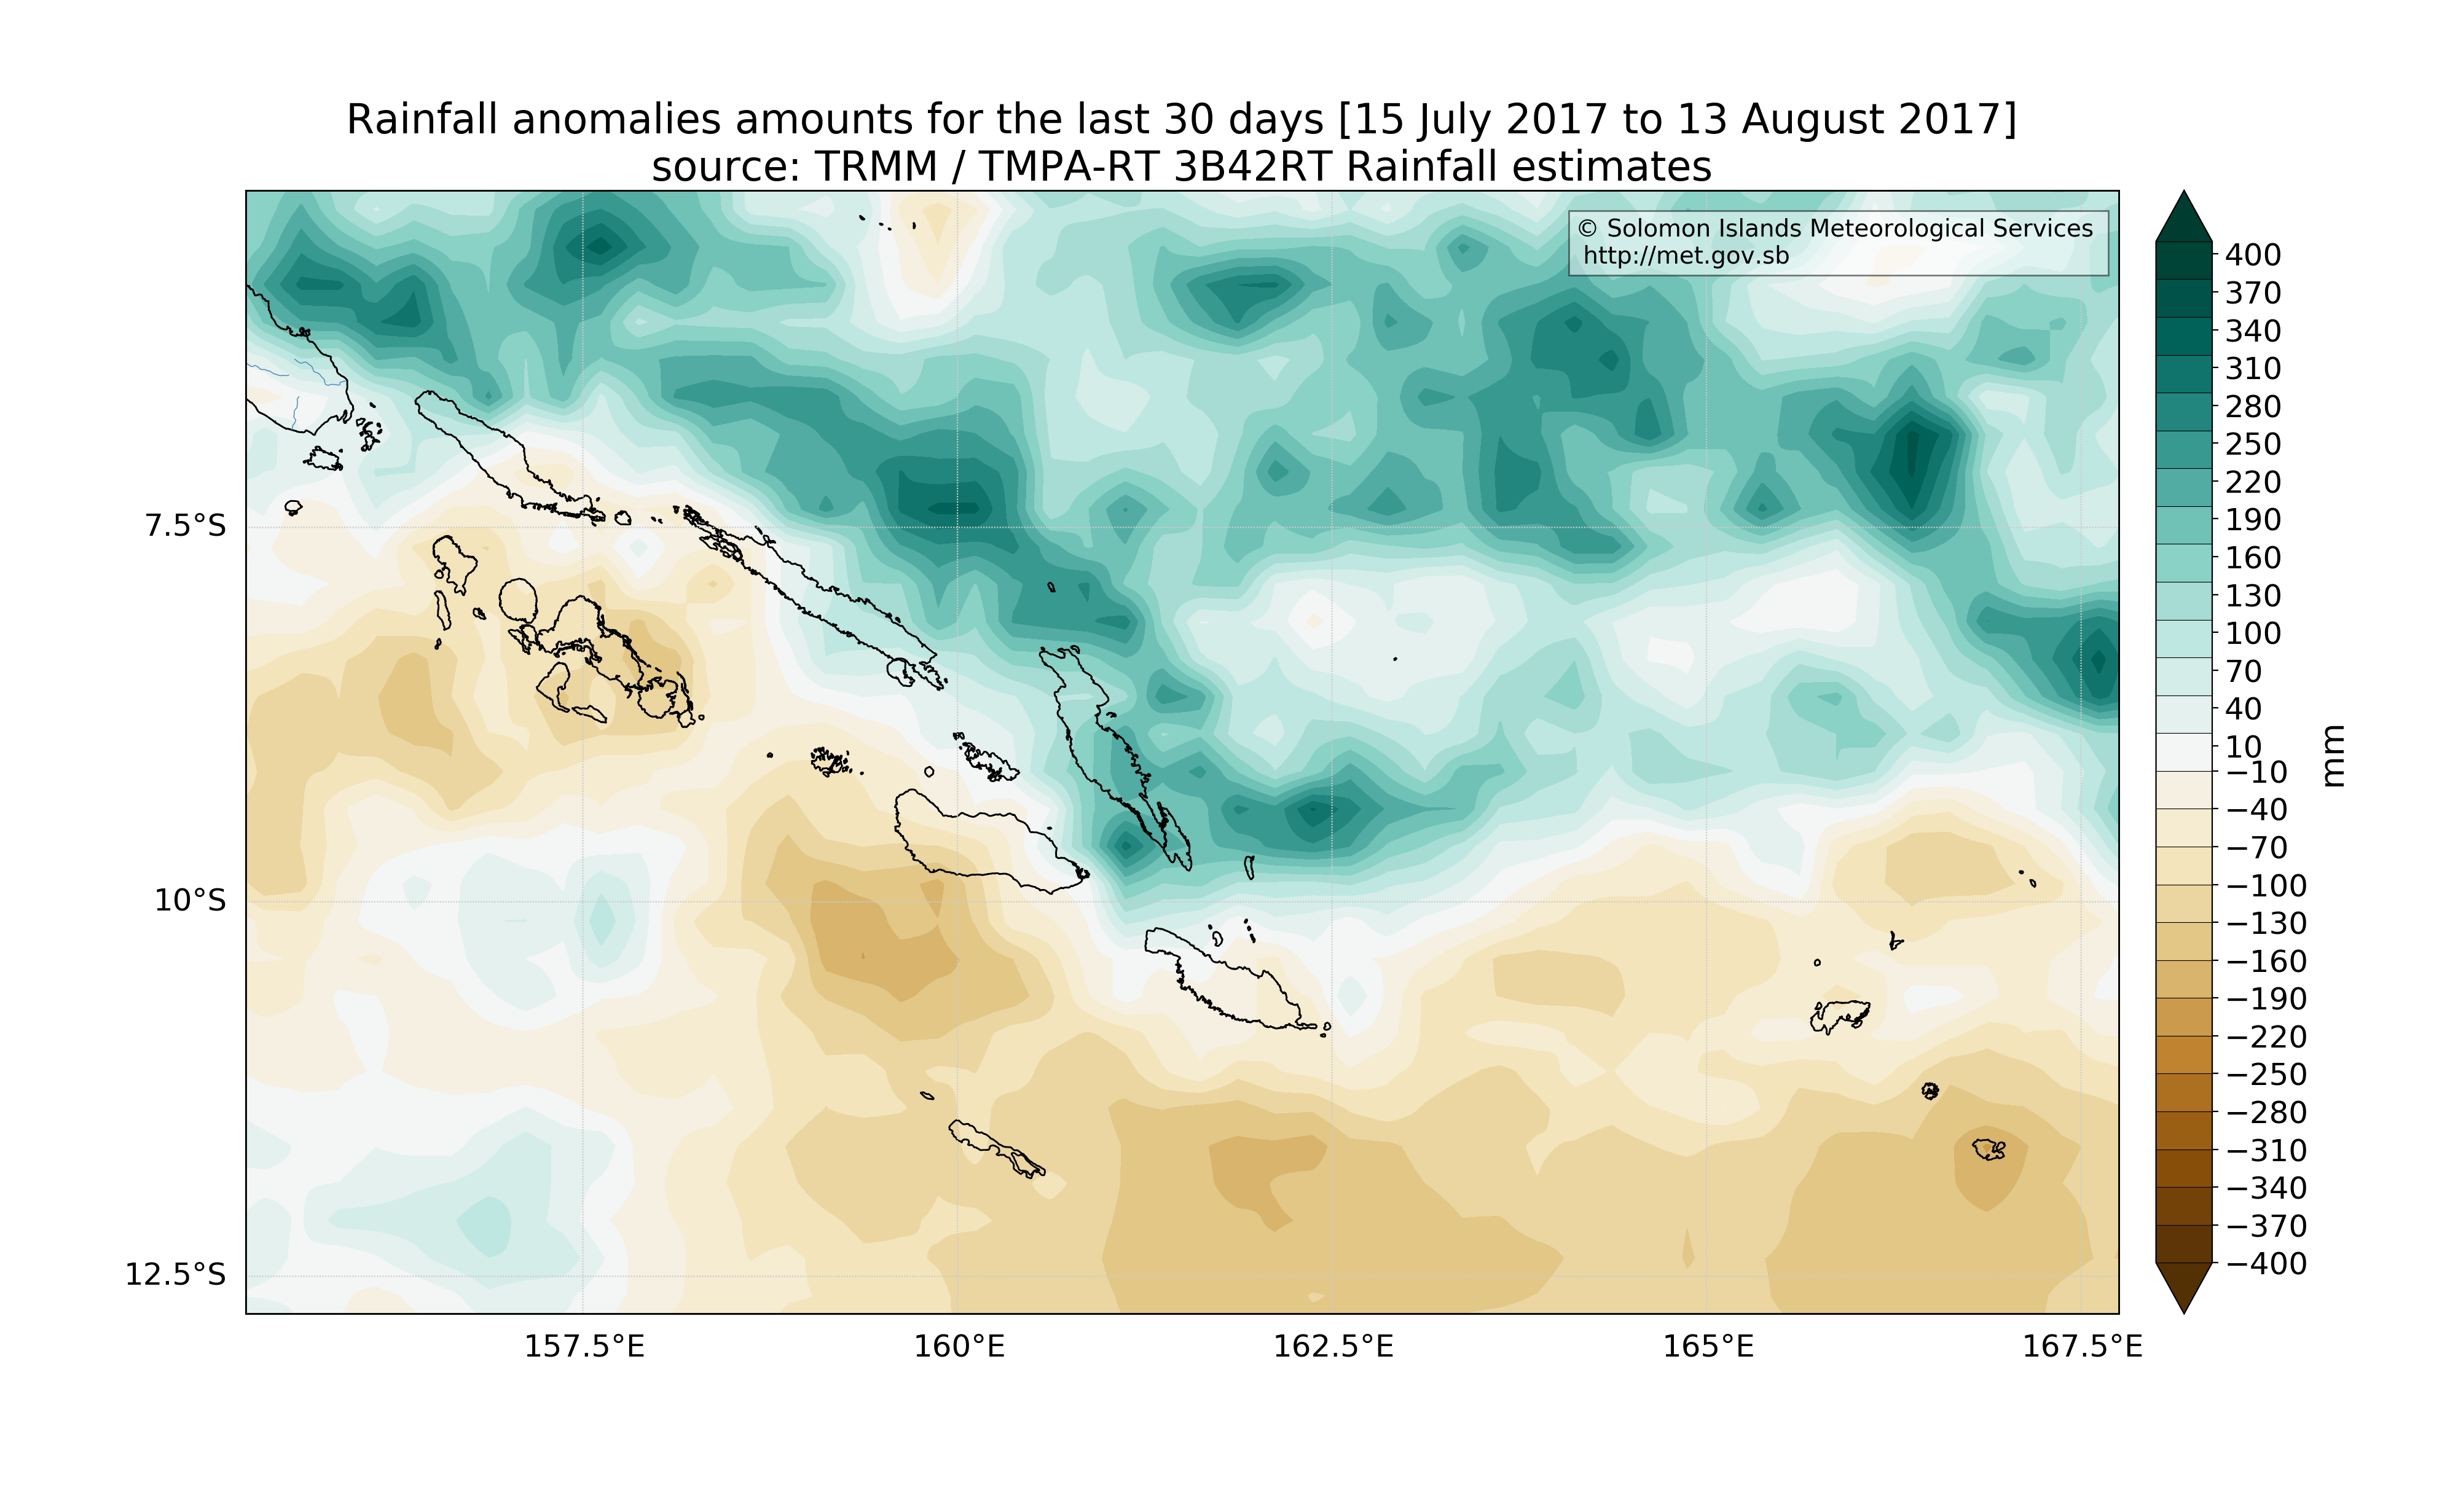 Rainfall anomalies amounts for the last 30 days [15 July 2017 to 13 August 2017]
source: TRMM / TMPA-RT 3B42RT Rainfall estimates
© Solomon Islands Meteorological Services
http://met.gov.sb
7.5°S
10°S
12.5°S
157.5°E
160°E
162.5°E
165°E
167.5°E
400
370
340
310
280
250
220
190
160
130
100
70
40
10
−10
−40
−70
−100
−130
−160
−190
−220
−250
−280
−310
−340
−370
−400
mm